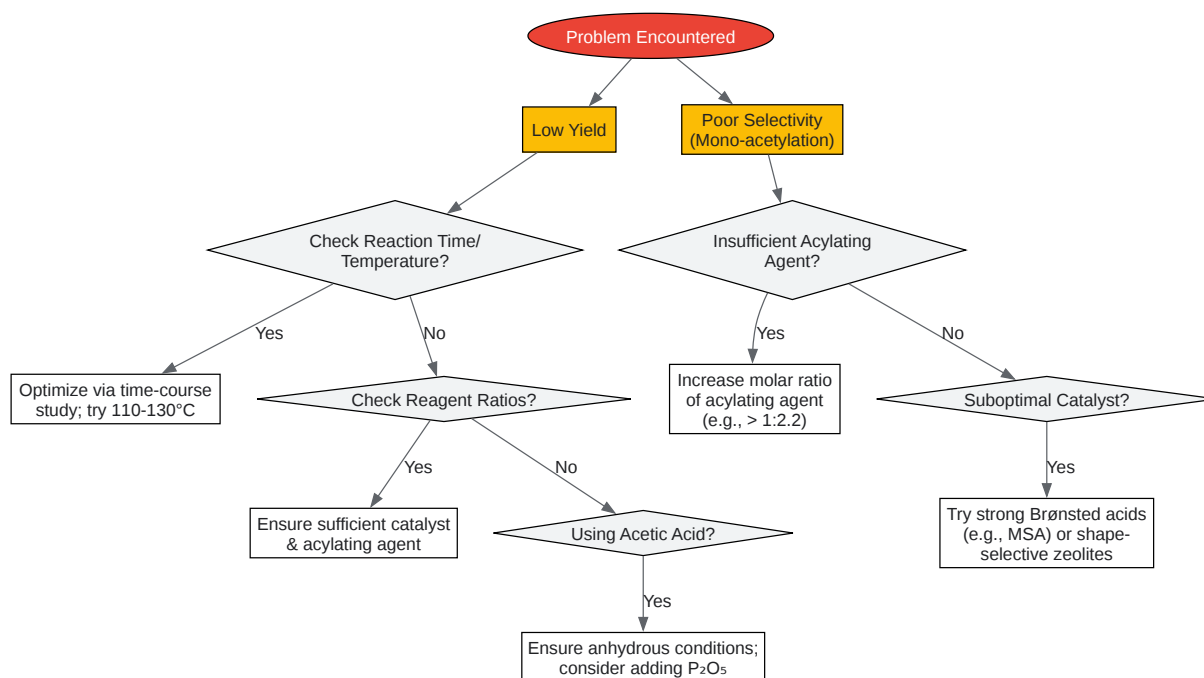 Problem Encountered
Low Yield
Poor Selectivity
(Mono-acetylation)
Check Reaction Time/
Temperature?
Insufficient Acylating
Agent?
Yes
No
Yes
No
Optimize via time-course
study; try 110-130°C
Check Reagent Ratios?
Increase molar ratio
of acylating agent
(e.g., > 1:2.2)
Suboptimal Catalyst?
Yes
No
Yes
Ensure sufficient catalyst
& acylating agent
Using Acetic Acid?
Try strong Brønsted acids
(e.g., MSA) or shape-
selective zeolites
Yes
Ensure anhydrous conditions;
consider adding P₂O₅